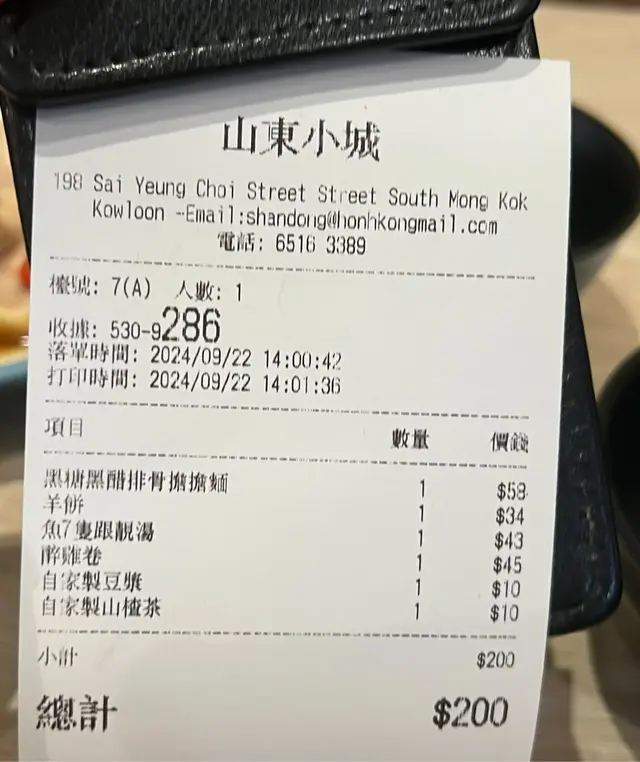 山東小城
198 Sai Yeung Choi Street Street South Mong Kok
Kowloon -Email:shandong@honhkongmail.com
電話: 6516 3389
檯號: 7(A) 人數: 1
收據: 530-9286
落單時間: 2024/09/22 14:00:42
打印時間: 2024/09/22 14:01:36
項目 數量 價錢
黑糖黑醋排骨擔擔麵 1 $58
羊餅 1 $34
魚7隻跟靚湯 1 $43
醉雞卷 1 $45
自家製豆漿 1 $10
自家製山楂茶 1 $10
小計 $200
總計 $200